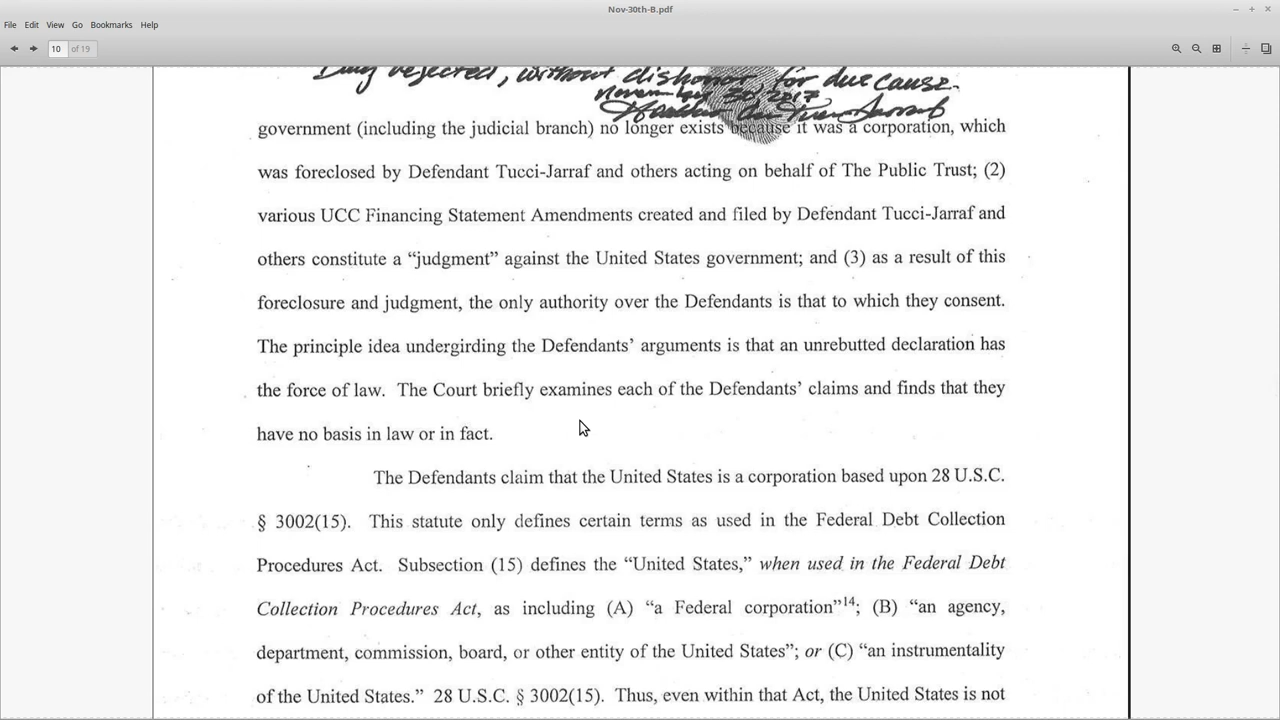 Nov-30th-B.pdf
File Edit View Go Bookmarks Help
10 of 19
Duly rejected, without dishonor for due cause.
November 30, 2017
government (including the judicial branch) no longer exists because it was a corporation, which
was foreclosed by Defendant Tucci-Jarraf and others acting on behalf of The Public Trust; (2)
various UCC Financing Statement Amendments created and filed by Defendant Tucci-Jarraf and
others constitute a “judgment” against the United States government; and (3) as a result of this
foreclosure and judgment, the only authority over the Defendants is that to which they consent.
The principle idea undergirding the Defendants’ arguments is that an unrebutted declaration has
the force of law. The Court briefly examines each of the Defendants’ claims and finds that they
have no basis in law or in fact.
The Defendants claim that the United States is a corporation based upon 28 U.S.C.
§ 3002(15). This statute only defines certain terms as used in the Federal Debt Collection
Procedures Act. Subsection (15) defines the “United States,” when used in the Federal Debt
Collection Procedures Act, as including (A) “a Federal corporation”14; (B) “an agency,
department, commission, board, or other entity of the United States”; or (C) “an instrumentality
of the United States.” 28 U.S.C. § 3002(15). Thus, even within that Act, the United States is not